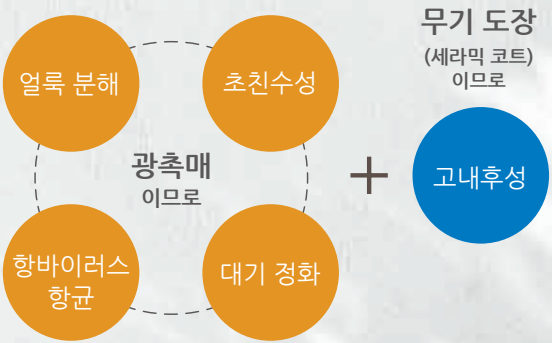 얼룩 분해
초친수성
광촉매
이므로
항바이러스
항균
대기 정화
+
무기 도장
(세라믹 코트)
이므로
고내후성